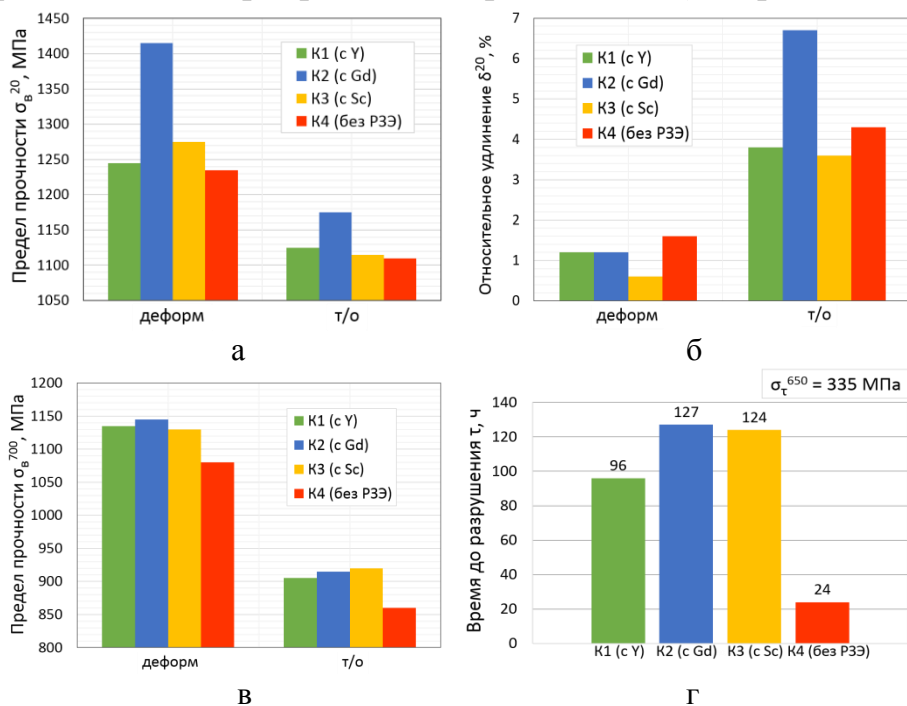 Предел прочности σв²⁰, МПа
1450
1400
1350
1300
1250
1200
1150
1100
1050
К1 (с Y)
К2 (с Gd)
К3 (с Sc)
К4 (без РЗЭ)
деформ
т/о
а
Относительное удлинение δ²⁰, %
7
6
5
4
3
2
1
0
К1 (с Y)
К2 (с Gd)
К3 (с Sc)
К4 (без РЗЭ)
деформ
т/о
б
Предел прочности σв⁷⁰⁰, МПа
1200
1150
1100
1050
1000
950
900
850
800
К1 (с Y)
К2 (с Gd)
К3 (с Sc)
К4 (без РЗЭ)
деформ
т/о
в
στ⁶⁵⁰ = 335 МПа
Время до разрушения τ, ч
140
120
100
80
60
40
20
0
96
127
124
24
К1 (с Y) К2 (с Gd) К3 (с Sc) К4 (без РЗЭ)
г